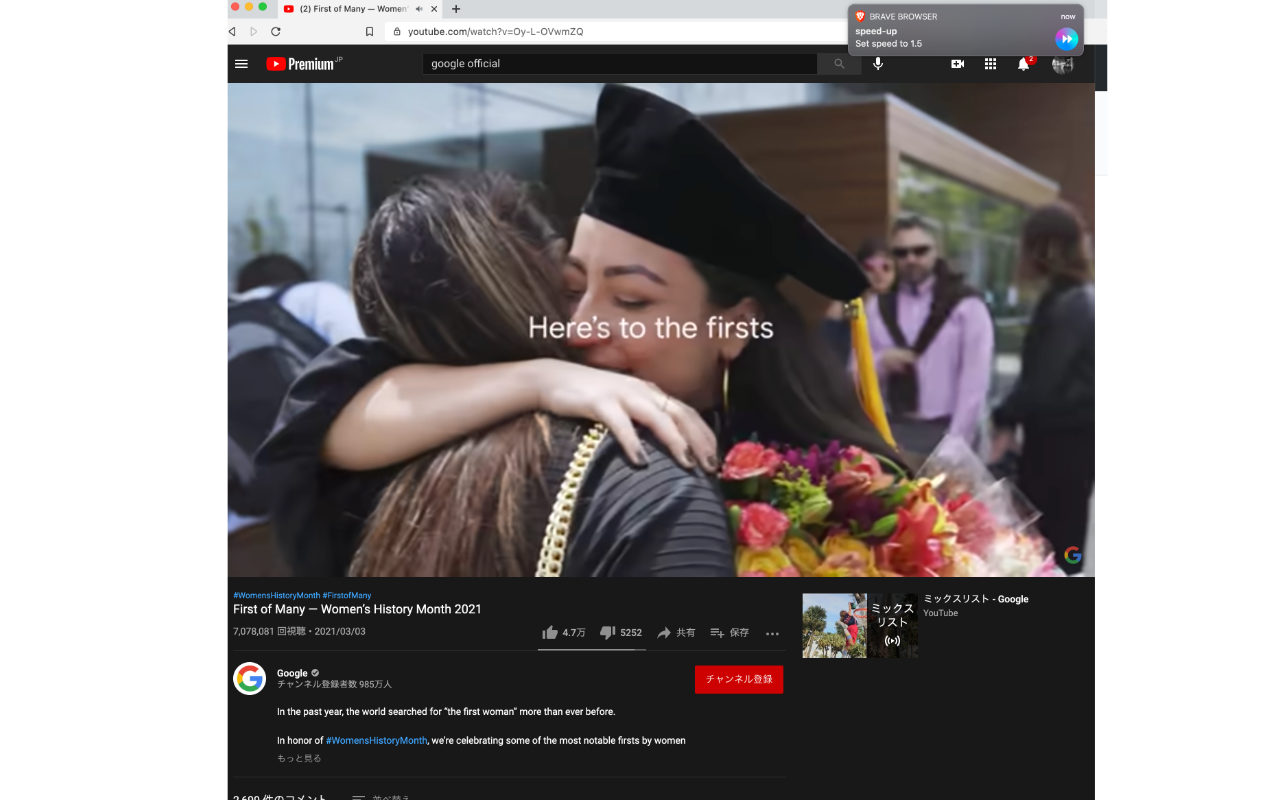 (2) First of Many — Women'
youtube.com/watch?v=Oy-L-OVwmZQ
BRAVE BROWSER
now
speed-up
Set speed to 1.5
Premium JP
google official
2
Here's to the firsts
#WomensHistoryMonth #FirstofMany
First of Many — Women's History Month 2021
7,078,081 回視聴・2021/03/03
4.7万
5252
共有
保存
Google
チャンネル登録者数 985万人
チャンネル登録
In the past year, the world searched for "the first woman" more than ever before.
In honor of #WomensHistoryMonth, we're celebrating some of the most notable firsts by women
もっと見る
ミックス
リスト
ミックスリスト - Google
YouTube